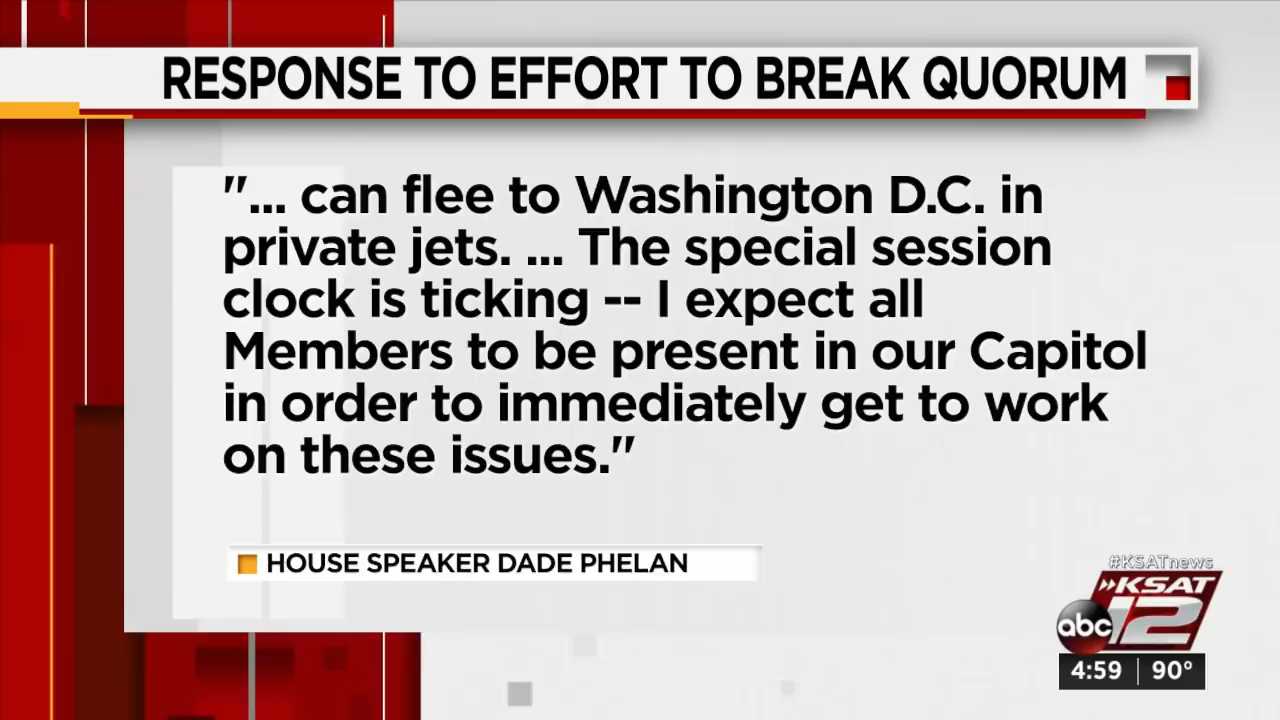 RESPONSE TO EFFORT TO BREAK QUORUM
"... can flee to Washington D.C. in
private jets. ... The special session
clock is ticking -- I expect all
Members to be present in our Capitol
in order to immediately get to work
on these issues."
HOUSE SPEAKER DADE PHELAN
#KSATnews
KSAT
abc 12
4:59 90°